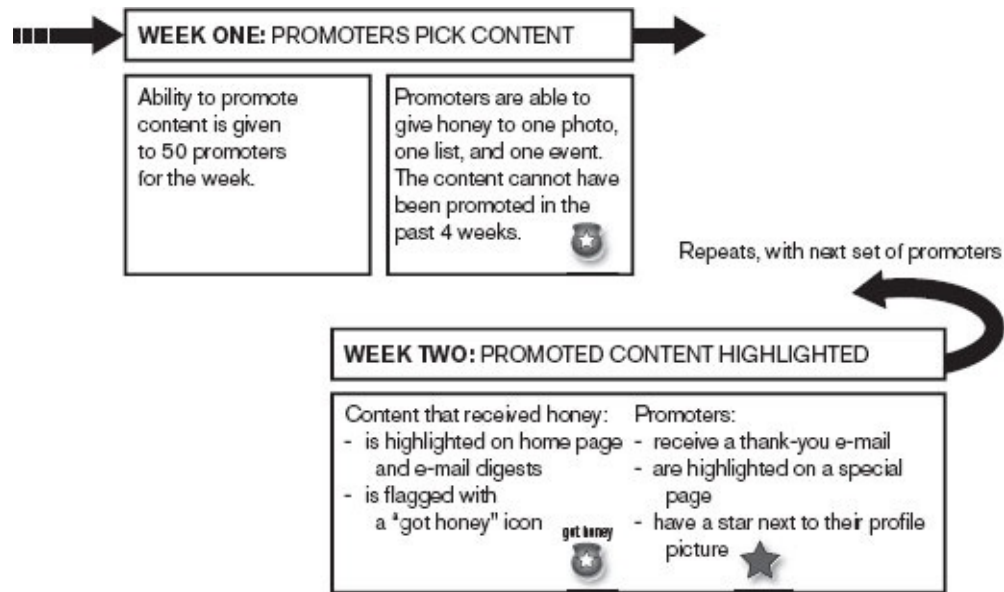 WEEK ONE: PROMOTERS PICK CONTENT
Ability to promote
content is given
to 50 promoters
for the week.
Promoters are able to
give honey to one photo,
one list, and one event.
The content cannot have
been promoted in the
past 4 weeks.
Repeats, with next set of promoters
WEEK TWO: PROMOTED CONTENT HIGHLIGHTED
Content that received honey:
- is highlighted on home page
and e-mail digests
- is flagged with
a "got honey" icon
got honey
Promoters:
- receive a thank-you e-mail
- are highlighted on a special
page
- have a star next to their profile
picture